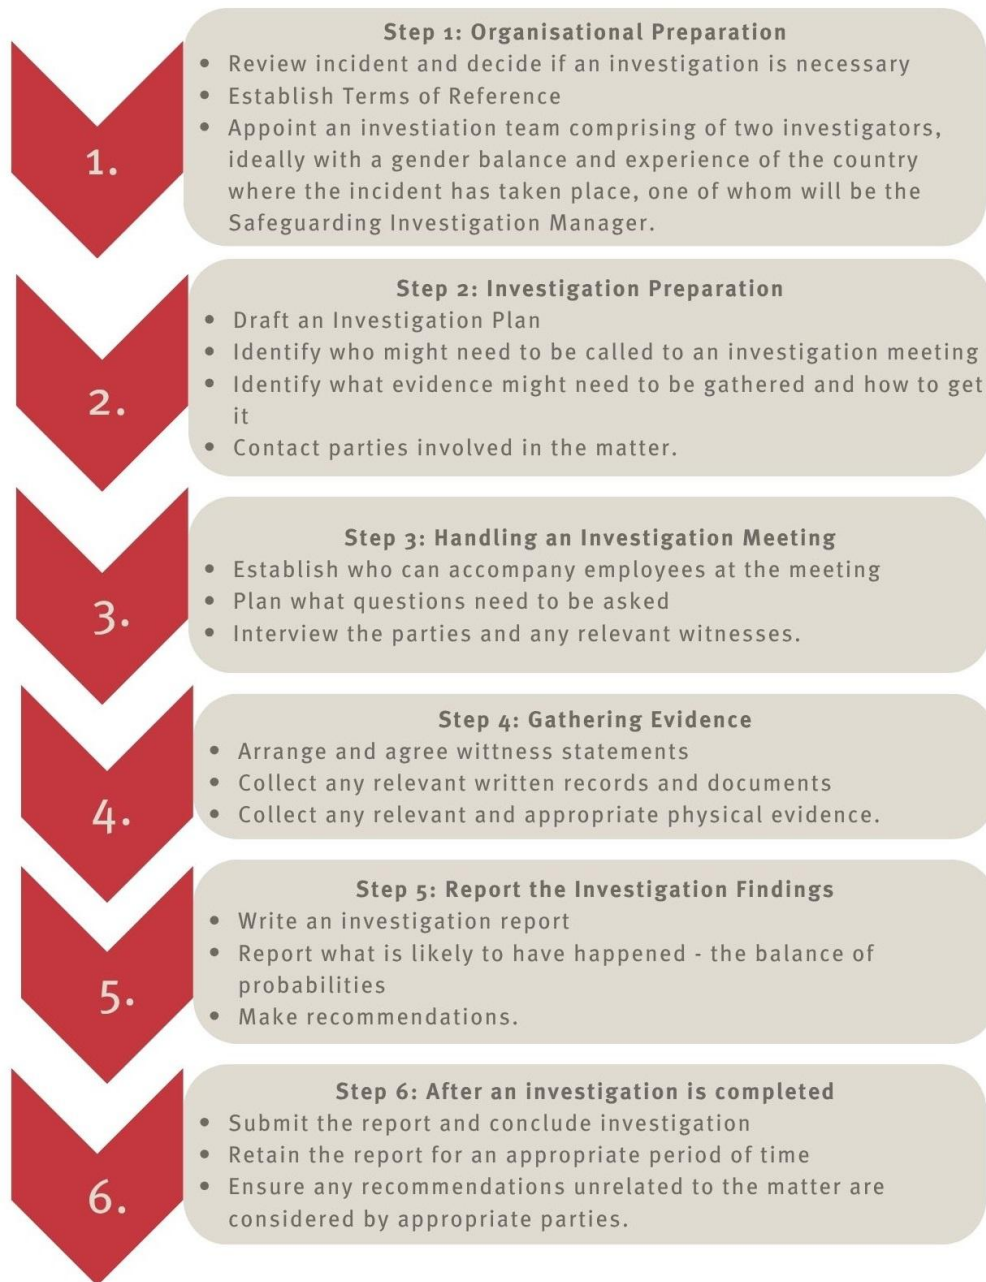 1.
Step 1: Organisational Preparation
• Review incident and decide if an investigation is necessary
• Establish Terms of Reference
• Appoint an investiation team comprising of two investigators,
ideally with a gender balance and experience of the country
where the incident has taken place, one of whom will be the
Safeguarding Investigation Manager.
2.
Step 2: Investigation Preparation
• Draft an Investigation Plan
• Identify who might need to be called to an investigation meeting
• Identify what evidence might need to be gathered and how to get
it
• Contact parties involved in the matter.
3.
Step 3: Handling an Investigation Meeting
• Establish who can accompany employees at the meeting
• Plan what questions need to be asked
• Interview the parties and any relevant witnesses.
4.
Step 4: Gathering Evidence
• Arrange and agree wittness statements
• Collect any relevant written records and documents
• Collect any relevant and appropriate physical evidence.
5.
Step 5: Report the Investigation Findings
• Write an investigation report
• Report what is likely to have happened - the balance of
probabilities
• Make recommendations.
6.
Step 6: After an investigation is completed
• Submit the report and conclude investigation
• Retain the report for an appropriate period of time
• Ensure any recommendations unrelated to the matter are
considered by appropriate parties.